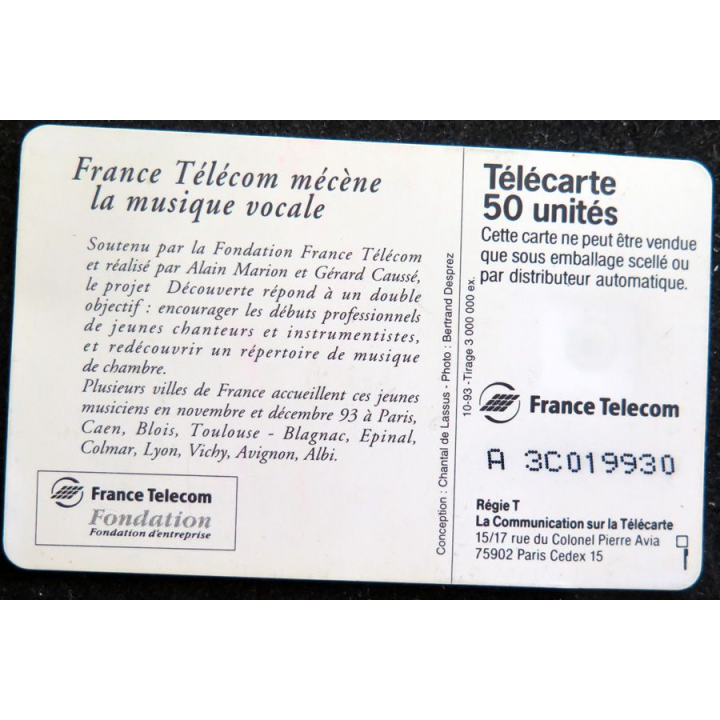 France Télécom mécène
la musique vocale
Soutenu par la Fondation France Télécom
et réalisé par Alain Marion et Gérard Caussé,
le projet Découverte répond à un double
objectif : encourager les débuts professionnels
de jeunes chanteurs et instrumentistes,
et redécouvrir un répertoire de musique
de chambre.
Plusieurs villes de France accueillent ces jeunes
musiciens en novembre et décembre 93 à Paris,
Caen, Blois, Toulouse - Blagnac, Epinal,
Colmar, Lyon, Vichy, Avignon, Albi.
France Telecom
Fondation
Fondation d'entreprise
Conception : Chantal de Lassus - Photo : Bertrand Desprez
10-93 - Tirage 3 000 000 ex.
Télécarte
50 unités
Cette carte ne peut être vendue
que sous emballage scellé ou
par distributeur automatique.
France Telecom
A 3C019930
Régie T
La Communication sur la Télécarte
15/17 rue du Colonel Pierre Avia
75902 Paris Cedex 15